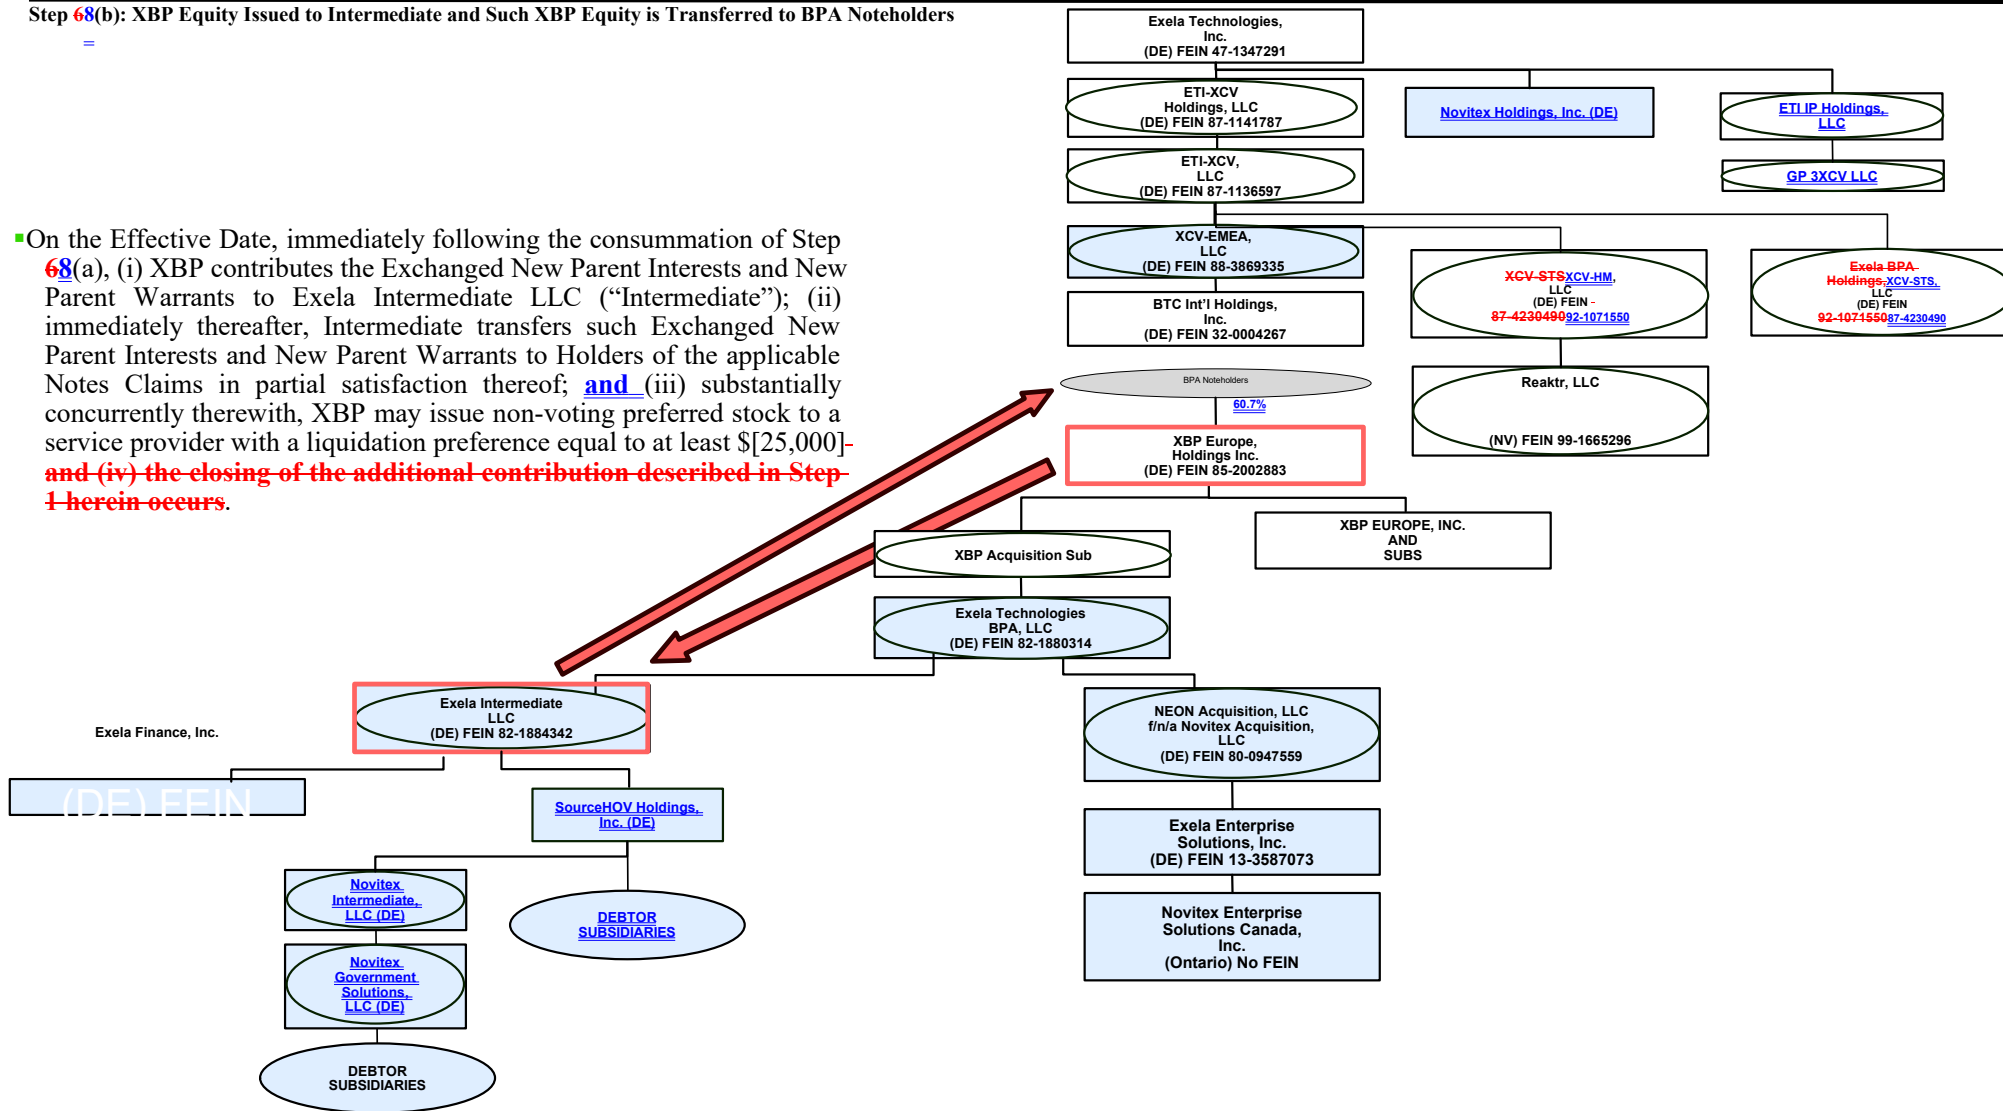 Step 68(b): XBP Equity Issued to Intermediate and Such XBP Equity is Transferred to BPA Noteholders
On the Effective Date, immediately following the consummation of Step
68(a), (i) XBP contributes the Exchanged New Parent Interests and New
Parent Warrants to Exela Intermediate LLC (“Intermediate”); (ii)
immediately thereafter, Intermediate transfers such Exchanged New
Parent Interests and New Parent Warrants to Holders of the applicable
Notes Claims in partial satisfaction thereof; and (iii) substantially
concurrently therewith, XBP may issue non-voting preferred stock to a
service provider with a liquidation preference equal to at least $[25,000]
and (iv) the closing of the additional contribution described in Step
1 herein occurs.
Exela Technologies,
Inc.
(DE) FEIN 47-1347291
ETI-XCV
Holdings, LLC
(DE) FEIN 87-1141787
Novitex Holdings, Inc. (DE)
ETI IP Holdings,
LLC
ETI-XCV,
LLC
(DE) FEIN 87-1136597
GP 3XCV LLC
XCV-EMEA,
LLC
(DE) FEIN 88-3869335
XCV-STSXCV-HM,
LLC
(DE) FEIN -
87-423049092-1071550
Exela BPA
Holdings,XCV-STS,
LLC
(DE) FEIN
92-107155087-4230490
BTC Int’l Holdings,
Inc.
(DE) FEIN 32-0004267
BPA Noteholders
60.7%
Reaktr, LLC
(NV) FEIN 99-1665296
XBP Europe,
Holdings Inc.
(DE) FEIN 85-2002883
XBP Acquisition Sub
XBP EUROPE, INC.
AND
SUBS
Exela Technologies
BPA, LLC
(DE) FEIN 82-1880314
Exela Intermediate
LLC
(DE) FEIN 82-1884342
NEON Acquisition, LLC
f/n/a Novitex Acquisition,
LLC
(DE) FEIN 80-0947559
Exela Finance, Inc.
(DE) FEIN
SourceHOV Holdings,
Inc. (DE)
Exela Enterprise
Solutions, Inc.
(DE) FEIN 13-3587073
Novitex
Intermediate,
LLC (DE)
DEBTOR
SUBSIDIARIES
Novitex Enterprise
Solutions Canada,
Inc.
(Ontario) No FEIN
Novitex
Government
Solutions,
LLC (DE)
DEBTOR
SUBSIDIARIES